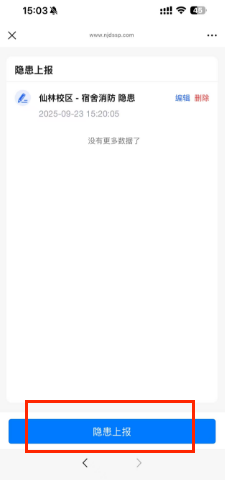 15:03
45
www.njdssp.com
隐患上报
仙林校区 - 宿舍消防 隐患
编辑 删除
2025-09-23 15:20:05
没有更多数据了
隐患上报